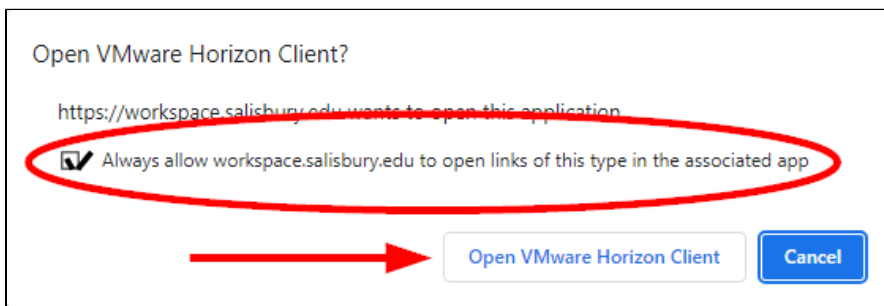 Open VMware Horizon Client?
https://workspace.salisbury.edu wants to open this application
Always allow workspace.salisbury.edu to open links of this type in the associated app
Open VMware Horizon Client
Cancel